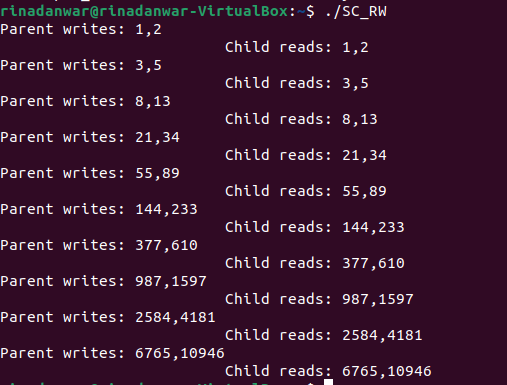 rinadanwar@rinadanwar-VirtualBox:~$ ./SC_RW
Parent writes: 1,2
Child reads: 1,2
Parent writes: 3,5
Child reads: 3,5
Parent writes: 8,13
Child reads: 8,13
Parent writes: 21,34
Child reads: 21,34
Parent writes: 55,89
Child reads: 55,89
Parent writes: 144,233
Child reads: 144,233
Parent writes: 377,610
Child reads: 377,610
Parent writes: 987,1597
Child reads: 987,1597
Parent writes: 2584,4181
Child reads: 2584,4181
Parent writes: 6765,10946
Child reads: 6765,10946